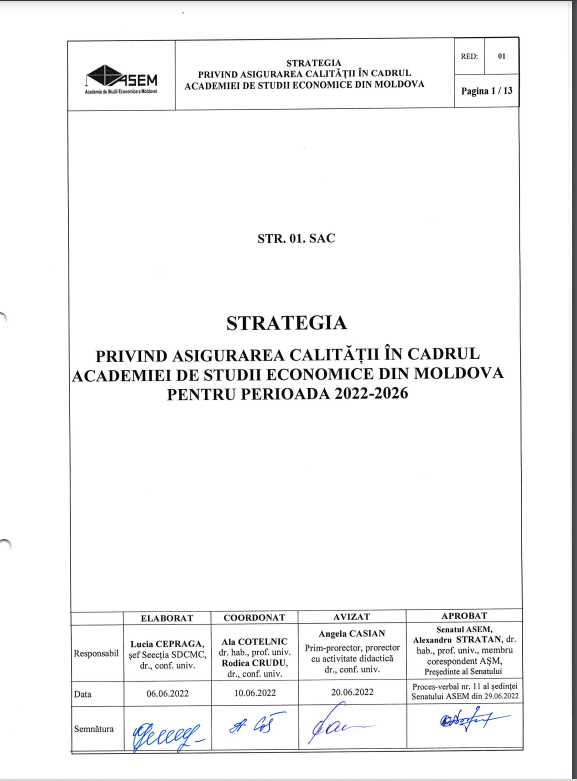 ASEM
Academia de Studii Economice a Moldovei
STRATEGIA
PRIVIND ASIGURAREA CALITĂȚII ÎN CADRUL
ACADEMIEI DE STUDII ECONOMICE DIN MOLDOVA
RED: 01
Pagina 1 / 13
STR. 01. SAC
STRATEGIA
PRIVIND ASIGURAREA CALITĂȚII ÎN CADRUL
ACADEMIEI DE STUDII ECONOMICE DIN MOLDOVA
PENTRU PERIOADA 2022-2026
ELABORAT COORDONAT AVIZAT APROBAT
Responsabil
Lucia CEPRAGA,
șef Secția SDCMC,
dr., conf. univ.
Ala COTELNIC
dr. hab., prof. univ.
Rodica CRUDU,
dr., conf. univ.
Angela CASIAN
Prim-prorector, prorector
cu activitate didactică
dr., conf. univ.
Senatul ASEM,
Alexandru STRATAN, dr.
hab., prof. univ., membru
corespondent AȘM,
Președinte al Senatului
Data 06.06.2022 10.06.2022 20.06.2022
Proces-verbal nr. 11 al ședinței
Senatului ASEM din 29.06.2022
Semnătura